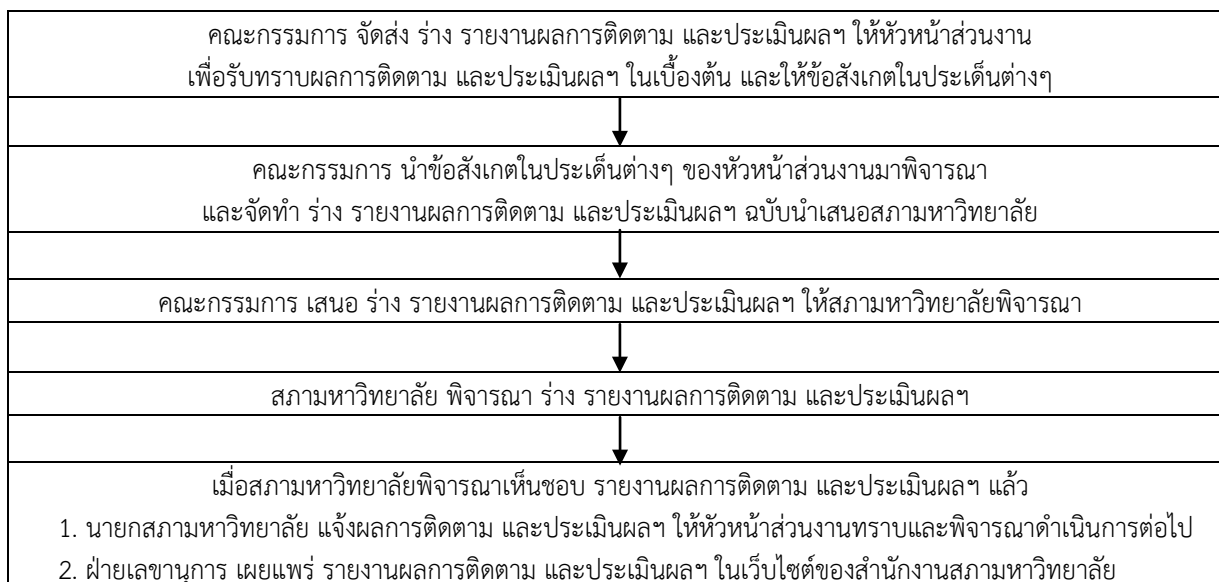 คณะกรรมการ จัดส่ง ร่าง รายงานผลการติดตาม และประเมินผลฯ ให้หัวหน้าส่วนงาน
เพื่อรับทราบผลการติดตาม และประเมินผลฯ ในเบื้องต้น และให้ข้อสังเกตในประเด็นต่างๆ
คณะกรรมการ นำข้อสังเกตในประเด็นต่างๆ ของหัวหน้าส่วนงานมาพิจารณา
และจัดทำ ร่าง รายงานผลการติดตาม และประเมินผลฯ ฉบับนำเสนอสภามหาวิทยาลัย
คณะกรรมการ เสนอ ร่าง รายงานผลการติดตาม และประเมินผลฯ ให้สภามหาวิทยาลัยพิจารณา
สภามหาวิทยาลัย พิจารณา ร่าง รายงานผลการติดตาม และประเมินผลฯ
เมื่อสภามหาวิทยาลัยพิจารณาเห็นชอบ รายงานผลการติดตาม และประเมินผลฯ แล้ว
1. นายกสภามหาวิทยาลัย แจ้งผลการติดตาม และประเมินผลฯ ให้หัวหน้าส่วนงานทราบและพิจารณาดำเนินการต่อไป
2. ฝ่ายเลขานุการ เผยแพร่ รายงานผลการติดตาม และประเมินผลฯ ในเว็บไซต์ของสำนักงานสภามหาวิทยาลัย